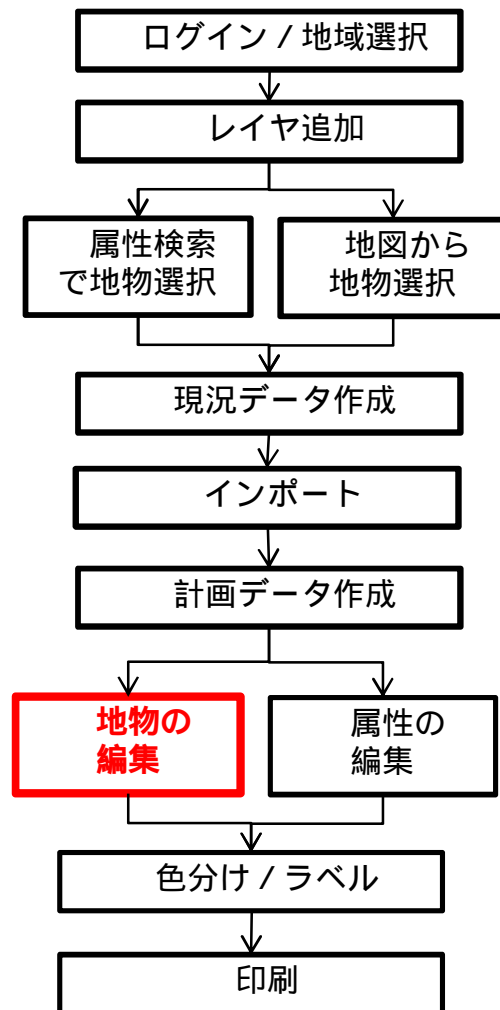 ログイン / 地域選択
レイヤ追加
属性検索
で地物選択
地図から
地物選択
現況データ作成
インポート
計画データ作成
地物の
編集
属性の
編集
色分け / ラベル
印刷